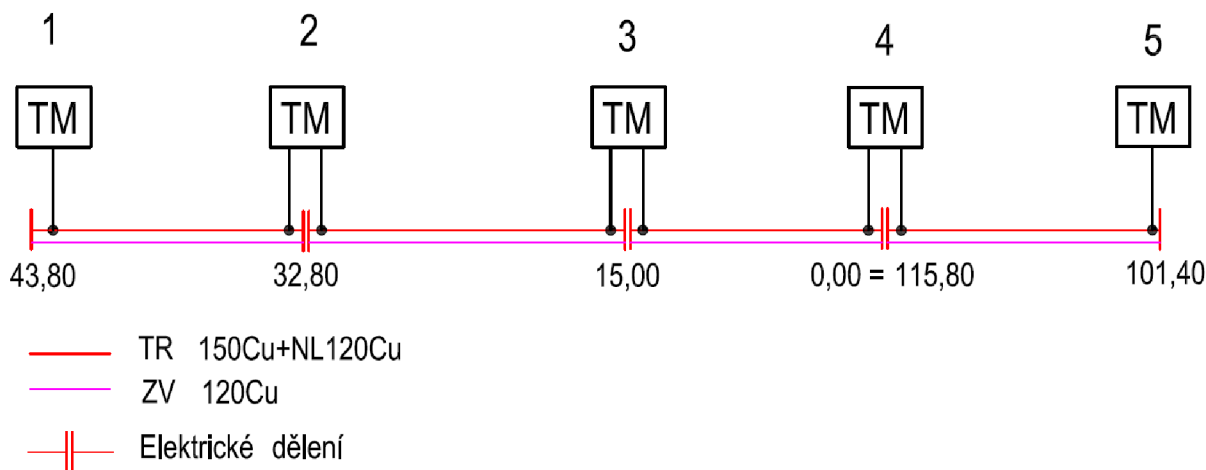 1 2 3 4 5
TM TM TM TM TM
43,80 32,80 15,00 0,00 = 115,80 101,40
TR 150Cu+NL120Cu
ZV 120Cu
Elektrické dělení